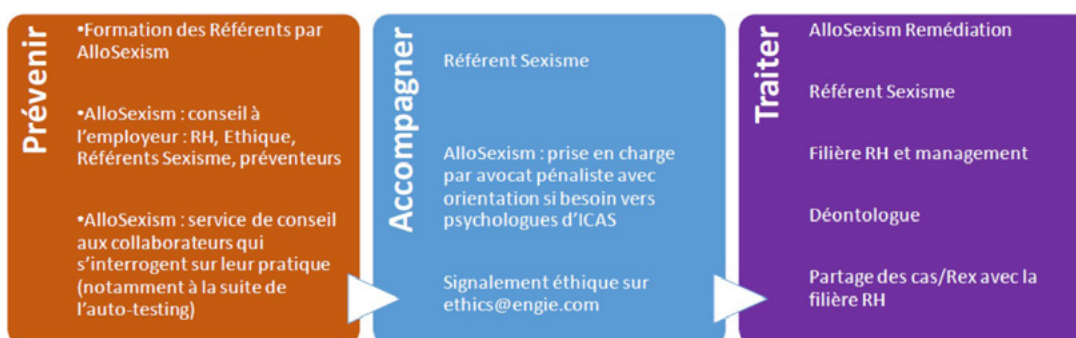 Prévenir
•Formation des Référents par
AlloSexism
•AlloSexism : conseil à
l’employeur : RH, Ethique,
Référents Sexisme, préventeurs
•AlloSexism : service de conseil
aux collaborateurs qui
s’interrogent sur leur pratique
(notamment à la suite de
l’auto-testing)
Accompagner
Référent Sexisme
AlloSexism : prise en charge
par avocat pénaliste avec
orientation si besoin vers
psychologues d’ICAS
Signalement éthique sur
ethics@engie.com
Traiter
AlloSexism Remédiation
Référent Sexisme
Filière RH et management
Déontologue
Partage des cas/Rex avec la
filière RH